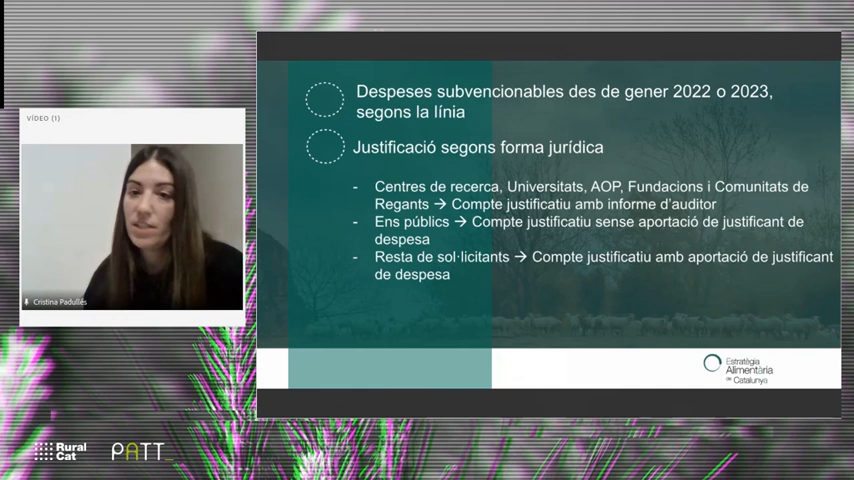 VÍDEO (1)
Cristina Padullés
Despeses subvencionables des de gener 2022 o 2023,
segons la línia
Justificació segons forma jurídica
- Centres de recerca, Universitats, AOP, Fundacions i Comunitats de
Regants → Compte justificatiu amb informe d'auditor
- Ens públics → Compte justificatiu sense aportació de justificant de
despesa
- Resta de sol·licitants → Compte justificatiu amb aportació de justificant
de despesa
Estratègia
Alimentària
de Catalunya
Rural
Cat
PATT_